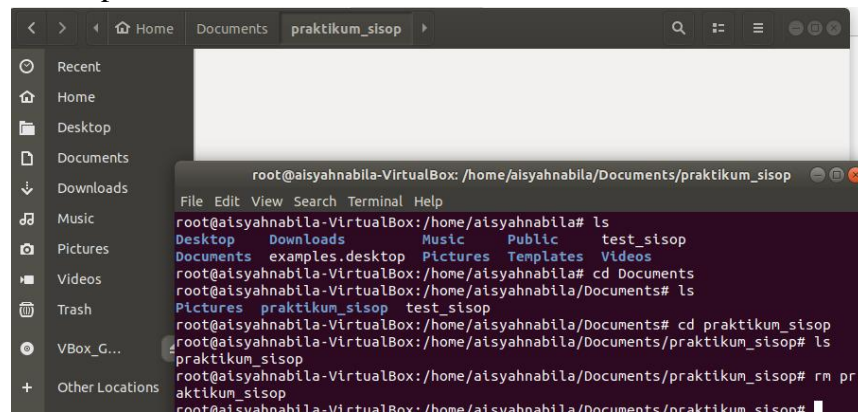 Home Documents praktikum_sisop
Recent
Home
Desktop
Documents
Downloads
Music
Pictures
Videos
Trash
VBox_G...
Other Locations
root@aisyahnabila-VirtualBox: /home/aisyahnabila/Documents/praktikum_sisop
File Edit View Search Terminal Help
root@aisyahnabila-VirtualBox:/home/aisyahnabila# ls
Desktop Downloads Music Public test_sisop
Documents examples.desktop Pictures Templates Videos
root@aisyahnabila-VirtualBox:/home/aisyahnabila# cd Documents
root@aisyahnabila-VirtualBox:/home/aisyahnabila/Documents# ls
Pictures praktikum_sisop test_sisop
root@aisyahnabila-VirtualBox:/home/aisyahnabila/Documents# cd praktikum_sisop
root@aisyahnabila-VirtualBox:/home/aisyahnabila/Documents/praktikum_sisop# ls
praktikum_sisop
root@aisyahnabila-VirtualBox:/home/aisyahnabila/Documents/praktikum_sisop# rm pr
aktikum_sisop
root@aisyahnabila-VirtualBox:/home/aisyahnabila/Documents/praktikum_sisop#